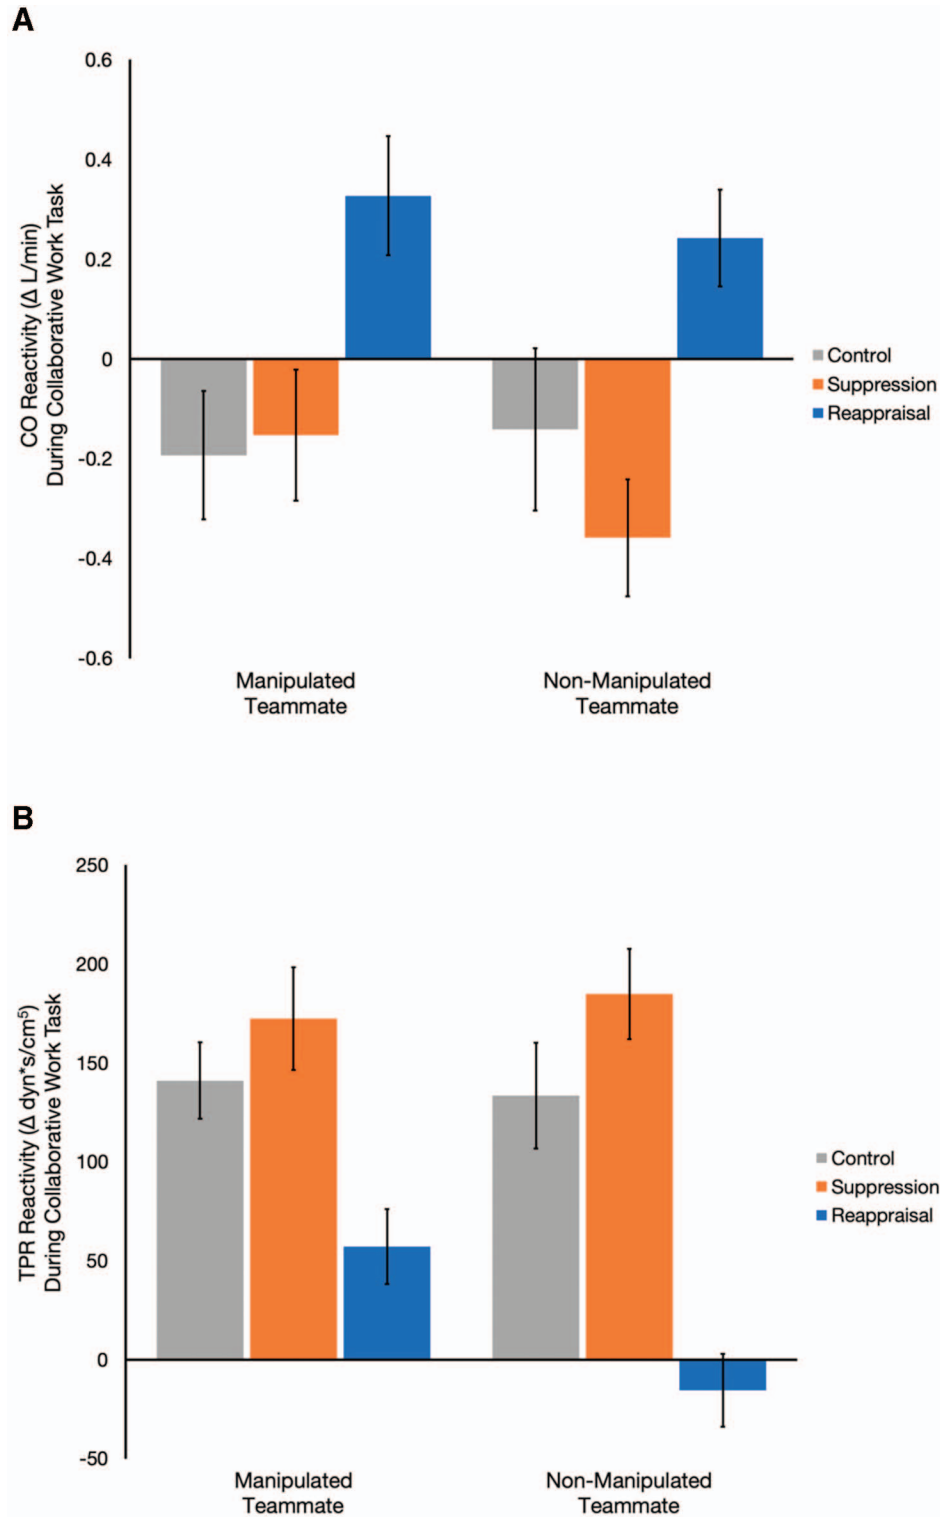 A
0.6
0.4
0.2
0
-0.2
-0.4
-0.6
CO Reactivity (Δ L/min)
During Collaborative Work Task
Manipulated
Teammate
Non-Manipulated
Teammate
Control
Suppression
Reappraisal
B
250
200
150
100
50
0
-50
TPR Reactivity (Δ dyn*s/cm⁵)
During Collaborative Work Task
Manipulated
Teammate
Non-Manipulated
Teammate
Control
Suppression
Reappraisal